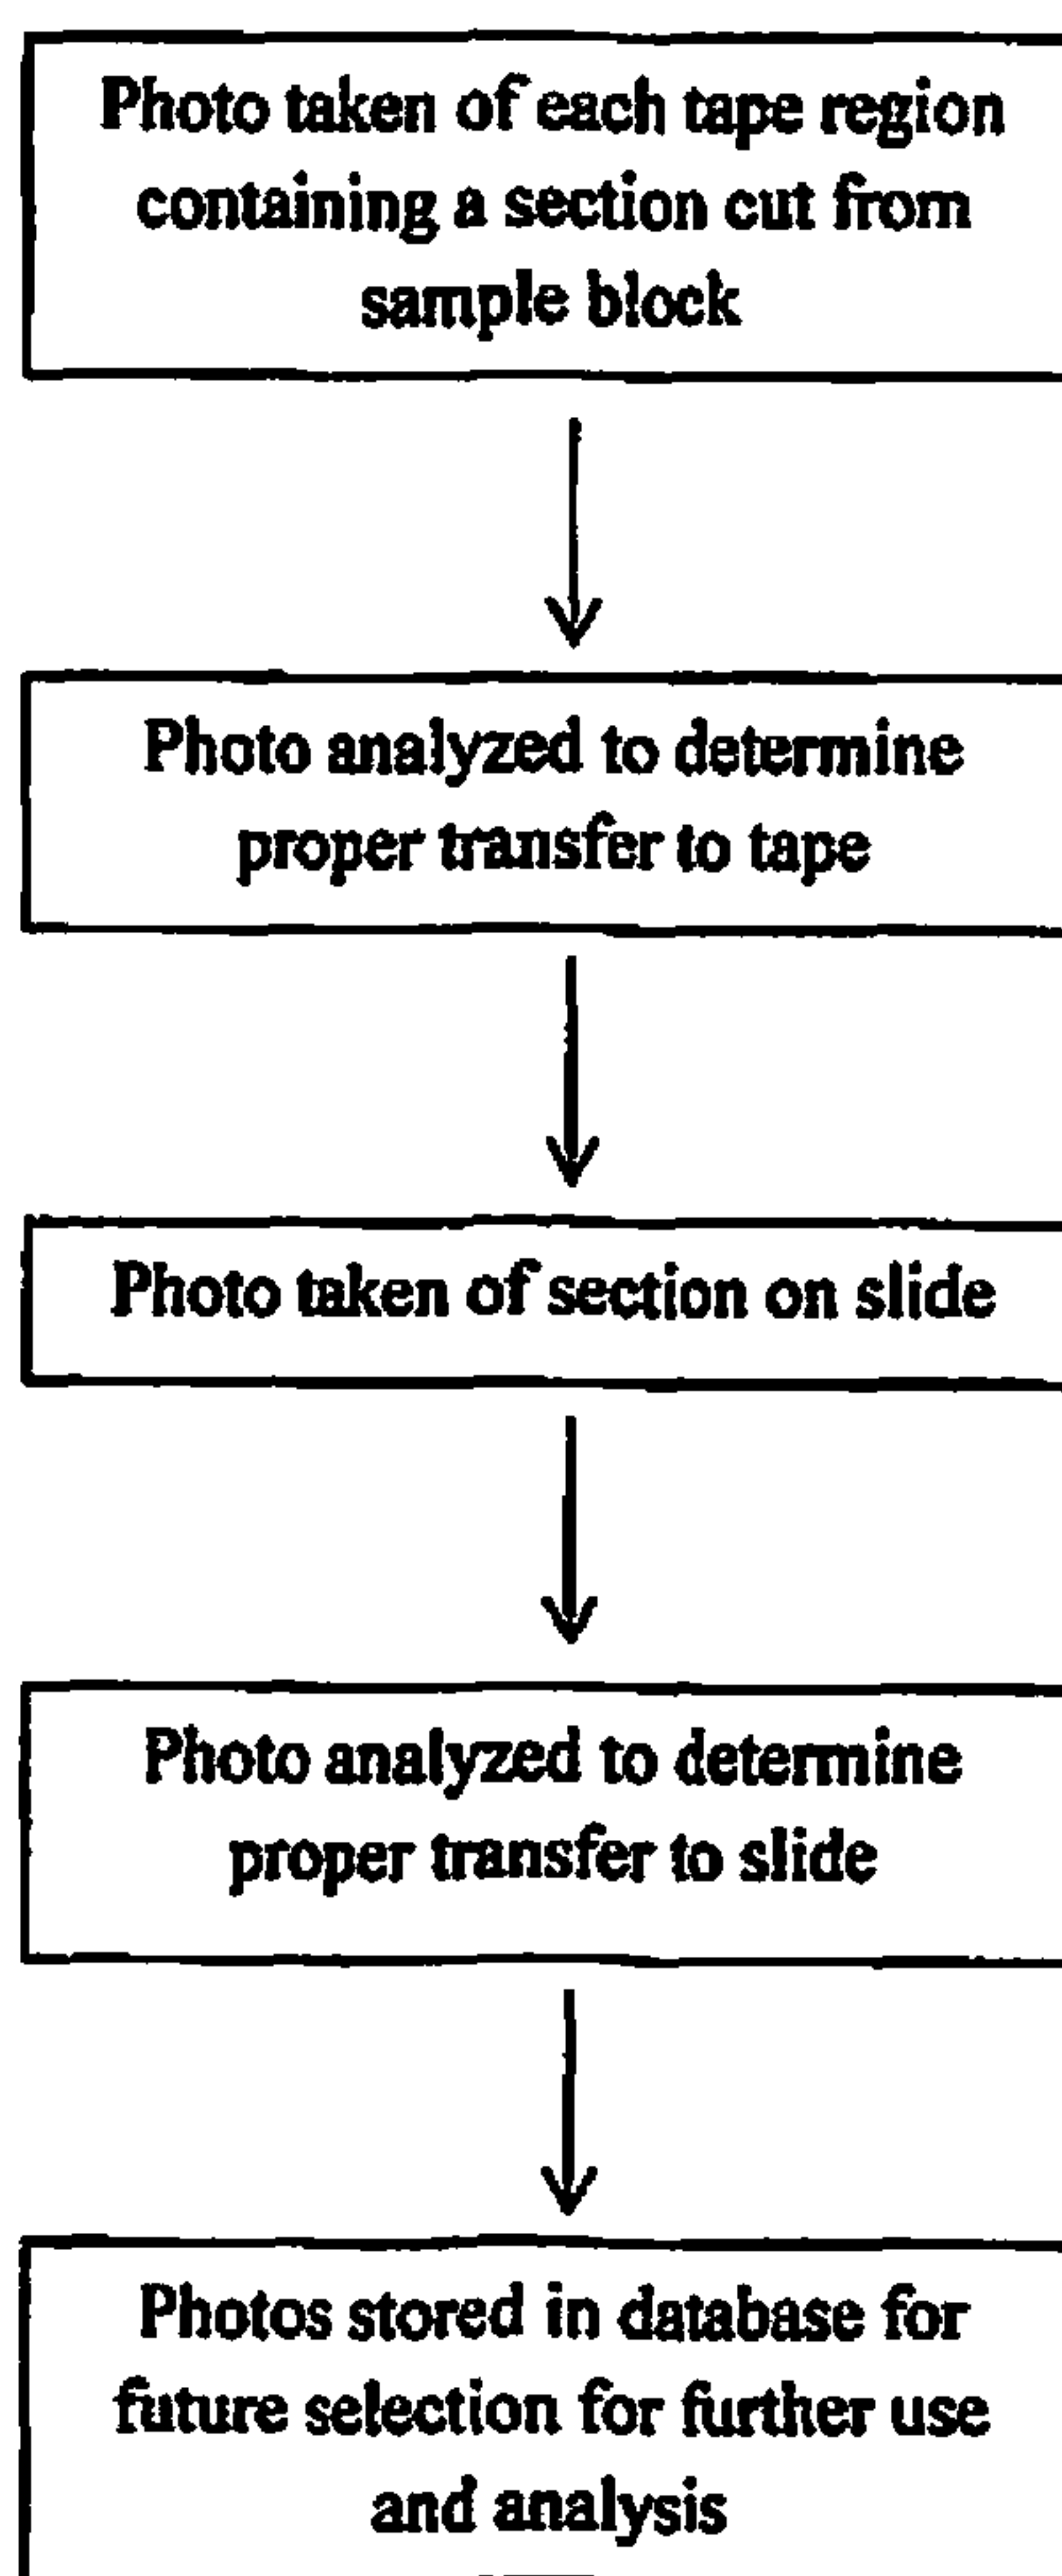 Photo taken of each tape region
containing a section cut from
sample block
Photo analyzed to determine
proper transfer to tape
Photo taken of section on slide
Photo analyzed to determine
proper transfer to slide
Photos stored in database for
future selection for further use
and analysis